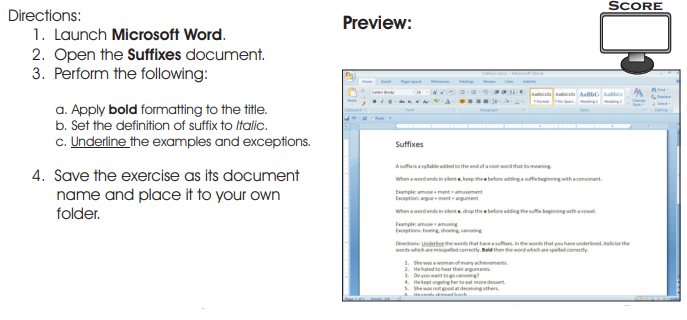 Directions:
1. Launch Microsoft Word.
2. Open the Suffixes document.
3. Perform the following:
a. Apply bold formatting to the title.
b. Set the definition of suffix to Italic.
c. Underline the examples and exceptions.
4. Save the exercise as its document
name and place it to your own
folder.
Preview:
SCORE
Suffixes
A suffix is a syllable added to the end of a root word that its meaning.
When a word ends in silent e, keep the e before adding a suffix beginning with a consonant.
Example: amuse + ment = amusement
Exception: argue + ment = argument
When a word ends in silent e, drop the e before adding the suffix beginning with a vowel.
Example: amuse - amusing
Exceptions: hoeing, shoeing, canoeing
Directions: Underline the words that have a suffixes. In the words that you have underlined, italicize the
words which are misspelled correctly. Bold then the word which are spelled correctly.
1. She was a woman of many achievements.
2. He hated to hear their arguments.
3. Do you want to go canoeing?
4. He kept urgeing her to eat more dessert.
5. She was not good at deceiving others.